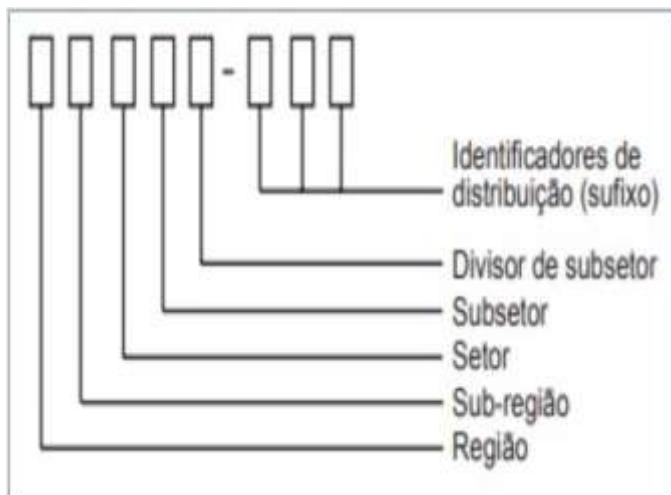 -
Identificadores de
distribuição (sufixo)
Divisor de subsetor
Subsetor
Setor
Sub-região
Região